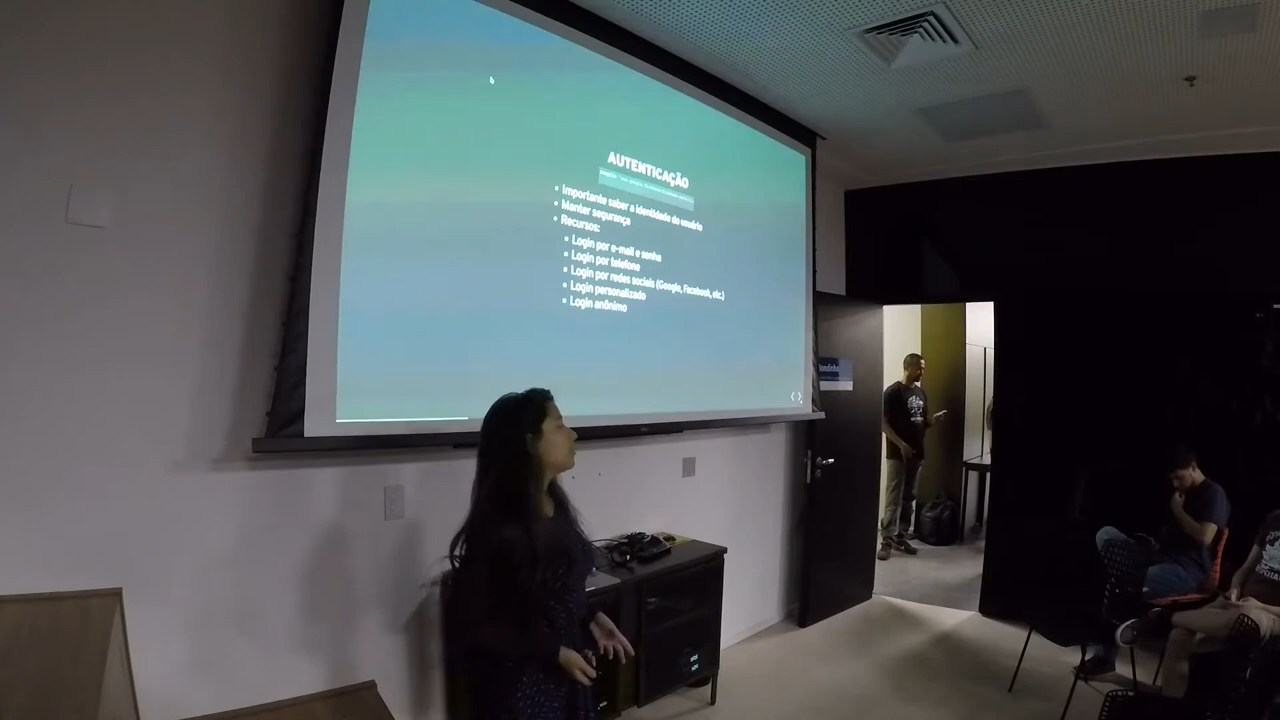 AUTENTICAÇÃO
Importante saber a identidade do usuário
Manter segurança
Recursos:
Login por e-mail e senha
Login por telefone
Login por redes sociais (Google, Facebook, etc.)
Login personalizado
Login anônimo